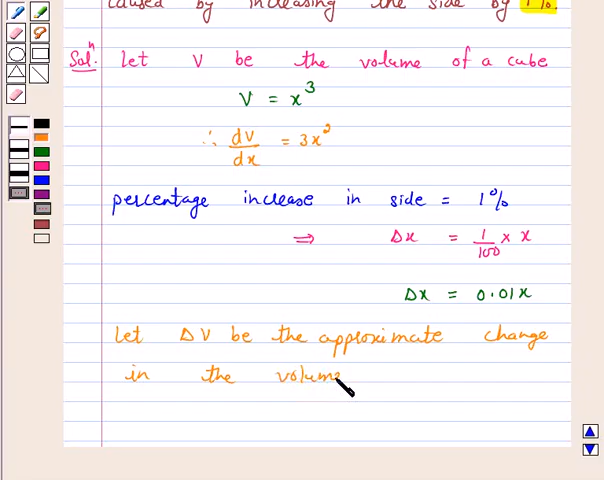 caused by increasing the side by 1%.
Solⁿ. Let V be the volume of a cube
V = x³
∴ dV/dx = 3x²
percentage increase in side = 1%
⇒ Δx = 1/100 × x
Δx = 0.01x
Let ΔV be the approximate change
in the volume